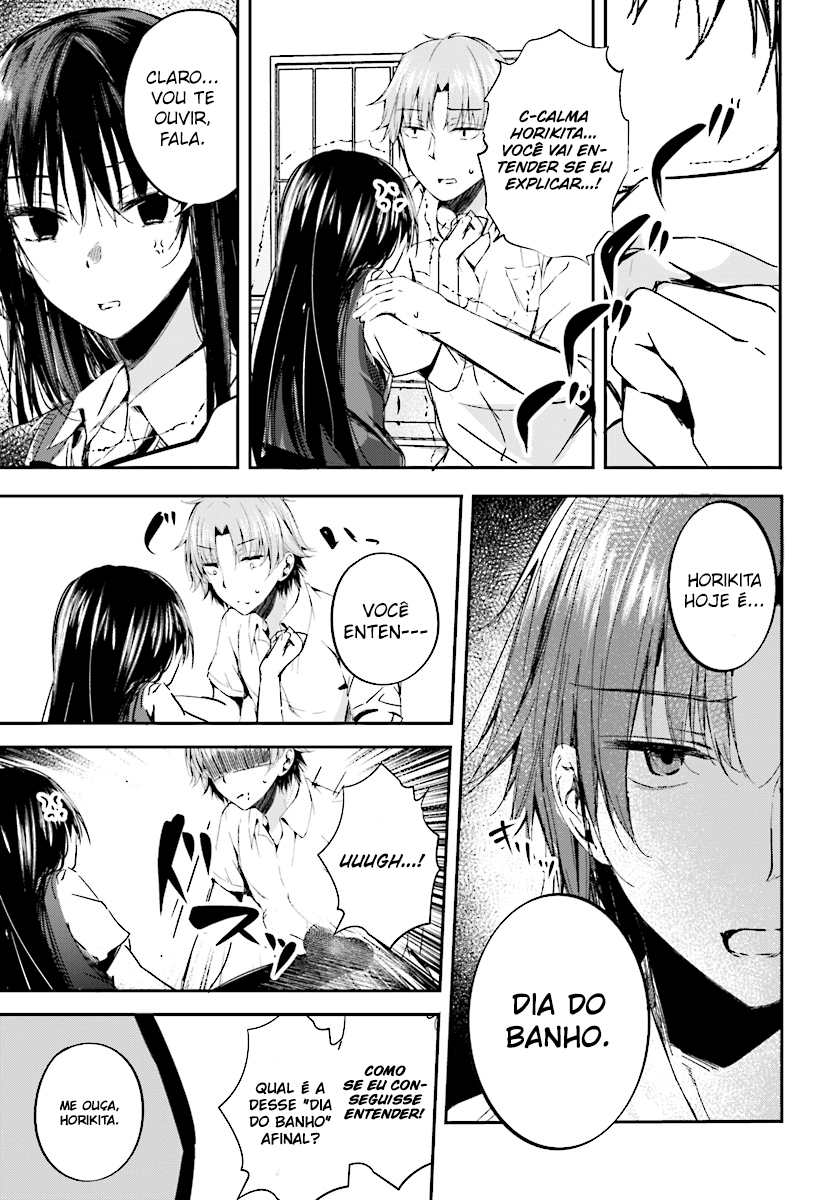 C-CALMA
HORIKITA...
VOCÊ VAI EN-
TENDER SE EU
EXPLICAR...!
CLARO...
VOU TE
OUVIR,
FALA.
HORIKITA
HOJE É...
DIA DO
BANHO.
VOCÊ
ENTEN---
UUUGH...!
COMO
SE EU CON-
SEGUISSE
ENTENDER!
QUAL É A
DESSE "DIA
DO BANHO"
AFINAL?
ME OUÇA,
HORIKITA.